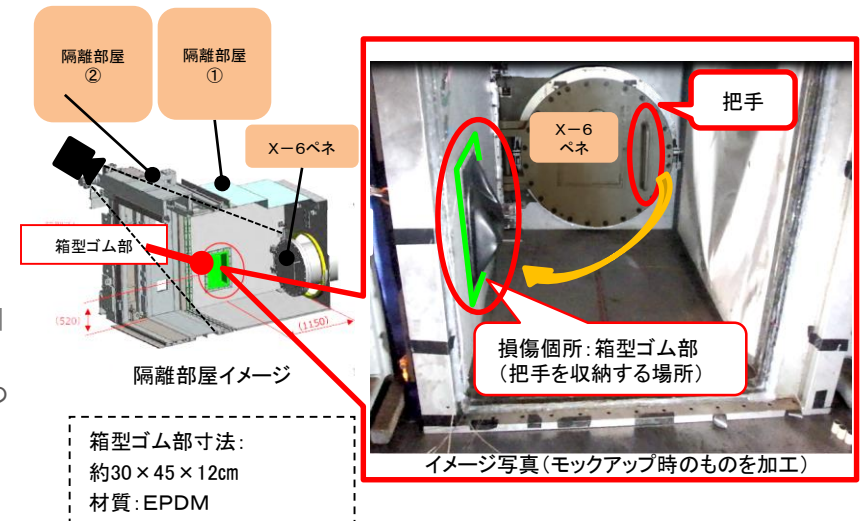 隔離部屋
②
隔離部屋
①
X－6ペネ
箱型ゴム部
(520)
(1150)
隔離部屋イメージ
箱型ゴム部寸法：
約30×45×12㎝
材質：ＥＰＤＭ
把手
X－6
ペネ
損傷個所：箱型ゴム部
（把手を収納する場所）
イメージ写真（モックアップ時のものを加工）